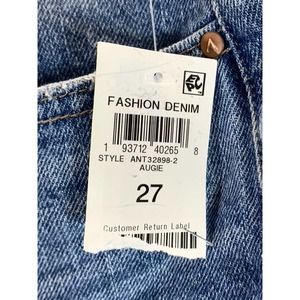 FASHION DENIM
1 93712 40265 8
STYLE ANT32898-2
AUGIE
27
Customer Return Label